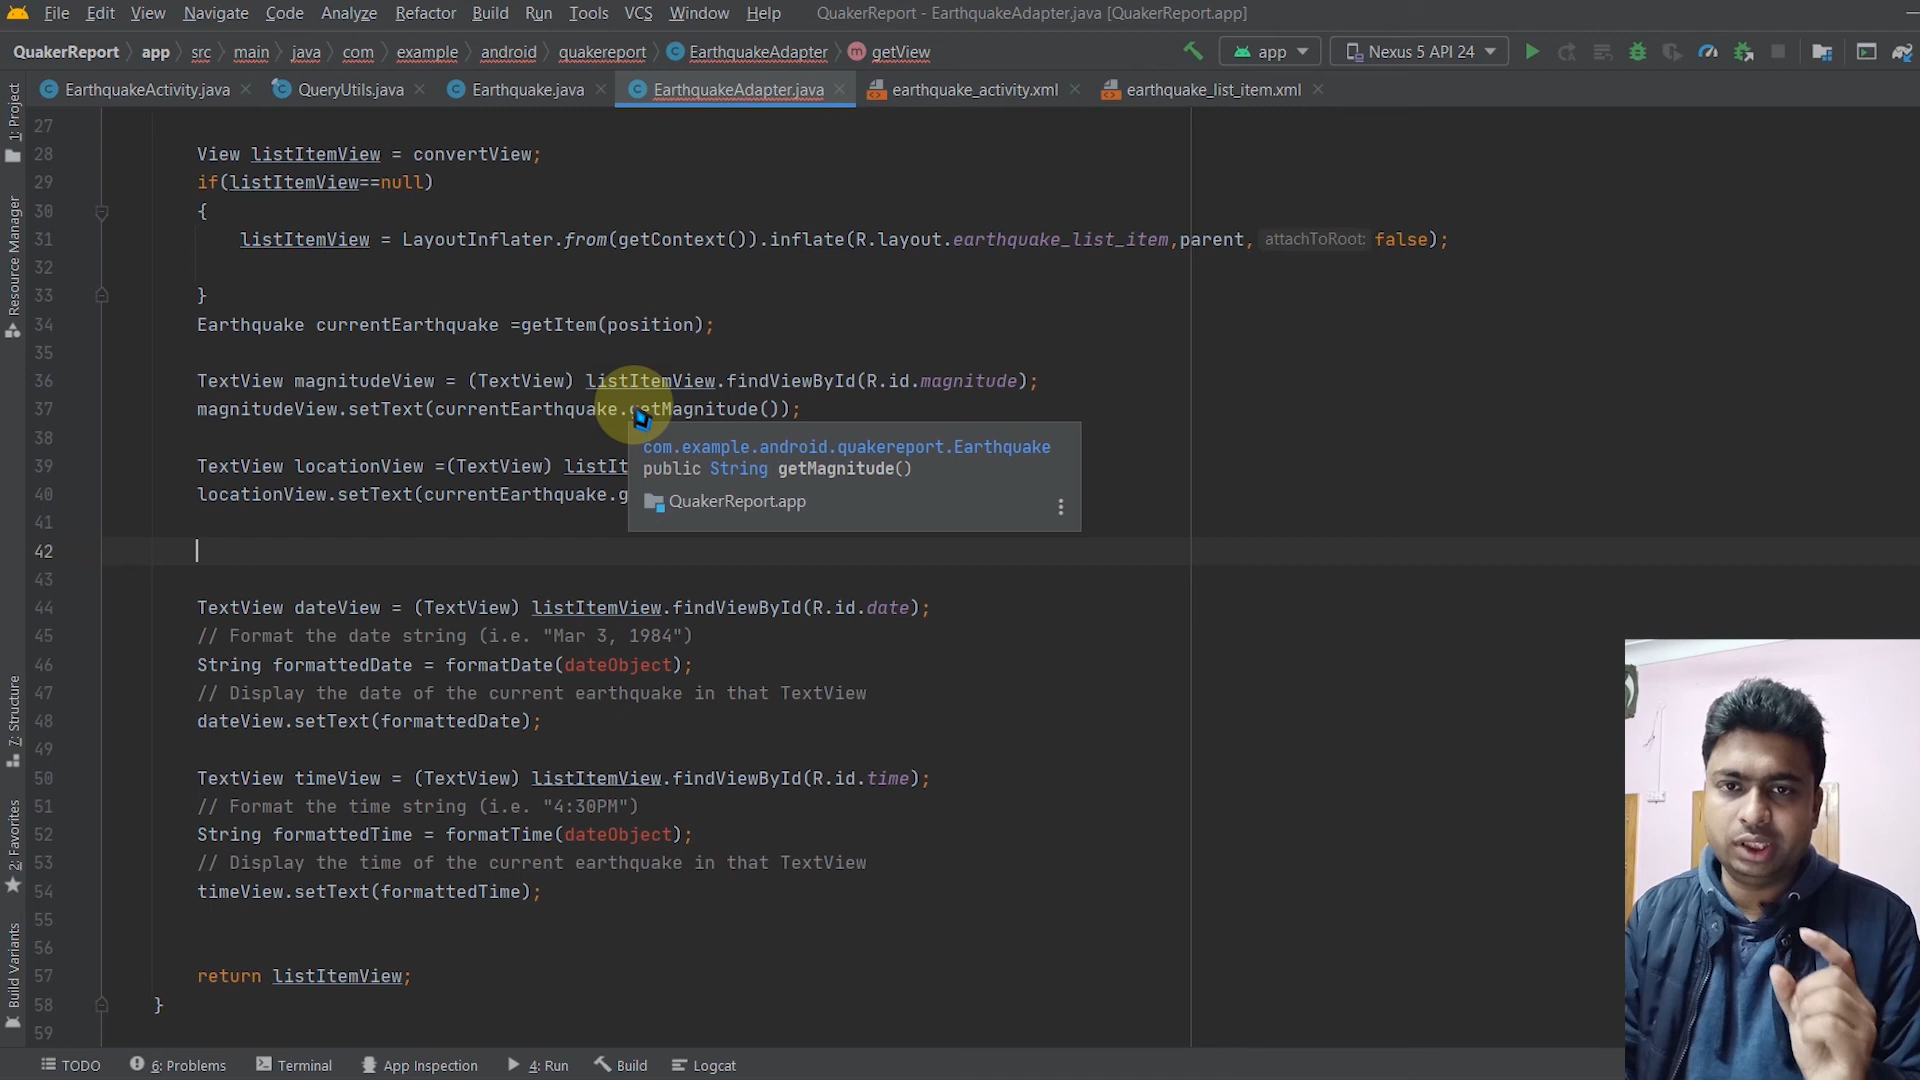 File Edit View Navigate Code Analyze Refactor Build Run Tools VCS Window Help QuakerReport - EarthquakeAdapter.java [QuakerReport.app]
QuakerReport app src main java com example android quakereport EarthquakeAdapter getView app Nexus 5 API 24
EarthquakeActivity.java QueryUtils.java Earthquake.java EarthquakeAdapter.java earthquake_activity.xml earthquake_list_item.xml
1: Project
Resource Manager
7: Structure
2: Favorites
Build Variants
27
28 View listItemView = convertView;
29 if(listItemView==null)
30 {
31 listItemView = LayoutInflater.from(getContext()).inflate(R.layout.earthquake_list_item,parent, attachToRoot: false);
32
33 }
34 Earthquake currentEarthquake =getItem(position);
35
36 TextView magnitudeView = (TextView) listItemView.findViewById(R.id.magnitude);
37 magnitudeView.setText(currentEarthquake.getMagnitude());
38
39 TextView locationView =(TextView) listIt
40 locationView.setText(currentEarthquake.g
com.example.android.quakereport.Earthquake
public String getMagnitude()
QuakerReport.app
41
42
43
44 TextView dateView = (TextView) listItemView.findViewById(R.id.date);
45 // Format the date string (i.e. "Mar 3, 1984")
46 String formattedDate = formatDate(dateObject);
47 // Display the date of the current earthquake in that TextView
48 dateView.setText(formattedDate);
49
50 TextView timeView = (TextView) listItemView.findViewById(R.id.time);
51 // Format the time string (i.e. "4:30PM")
52 String formattedTime = formatTime(dateObject);
53 // Display the time of the current earthquake in that TextView
54 timeView.setText(formattedTime);
55
56
57 return listItemView;
58 }
59
TODO 6: Problems Terminal App Inspection 4: Run Build Logcat